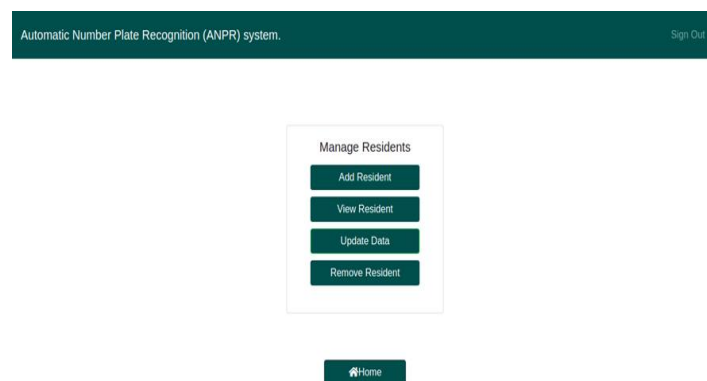 Automatic Number Plate Recognition (ANPR) system.
Sign Out
Manage Residents
Add Resident
View Resident
Update Data
Remove Resident
Home